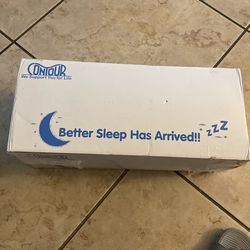 CONTOUR
We Support You for Life
Better Sleep Has Arrived!!
zzZ